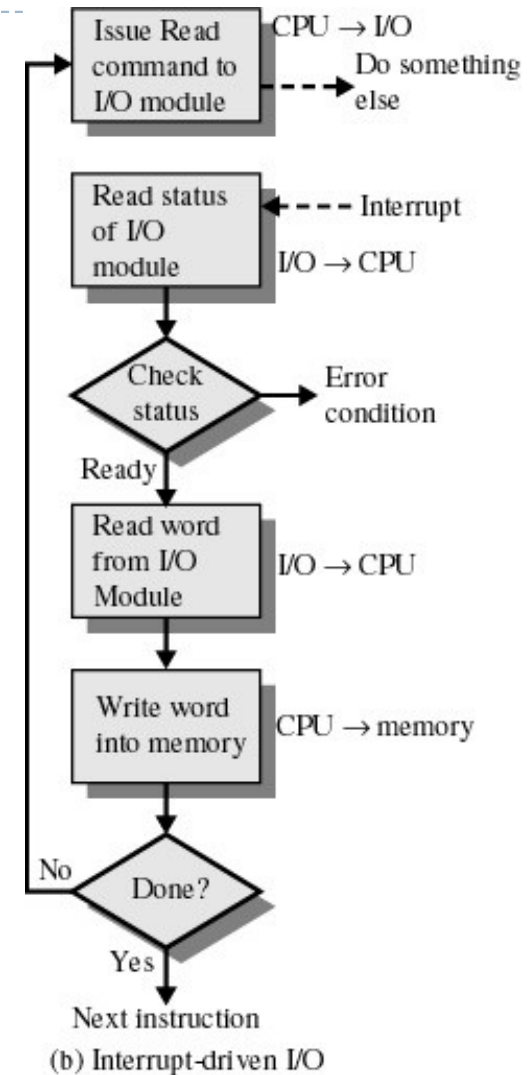 Issue Read
command to
I/O module
CPU → I/O
Do something
else
Read status
of I/O
module
Interrupt
I/O → CPU
Check
status
Error
condition
Ready
Read word
from I/O
Module
I/O → CPU
Write word
into memory
CPU → memory
No
Done?
Yes
Next instruction
(b) Interrupt-driven I/O